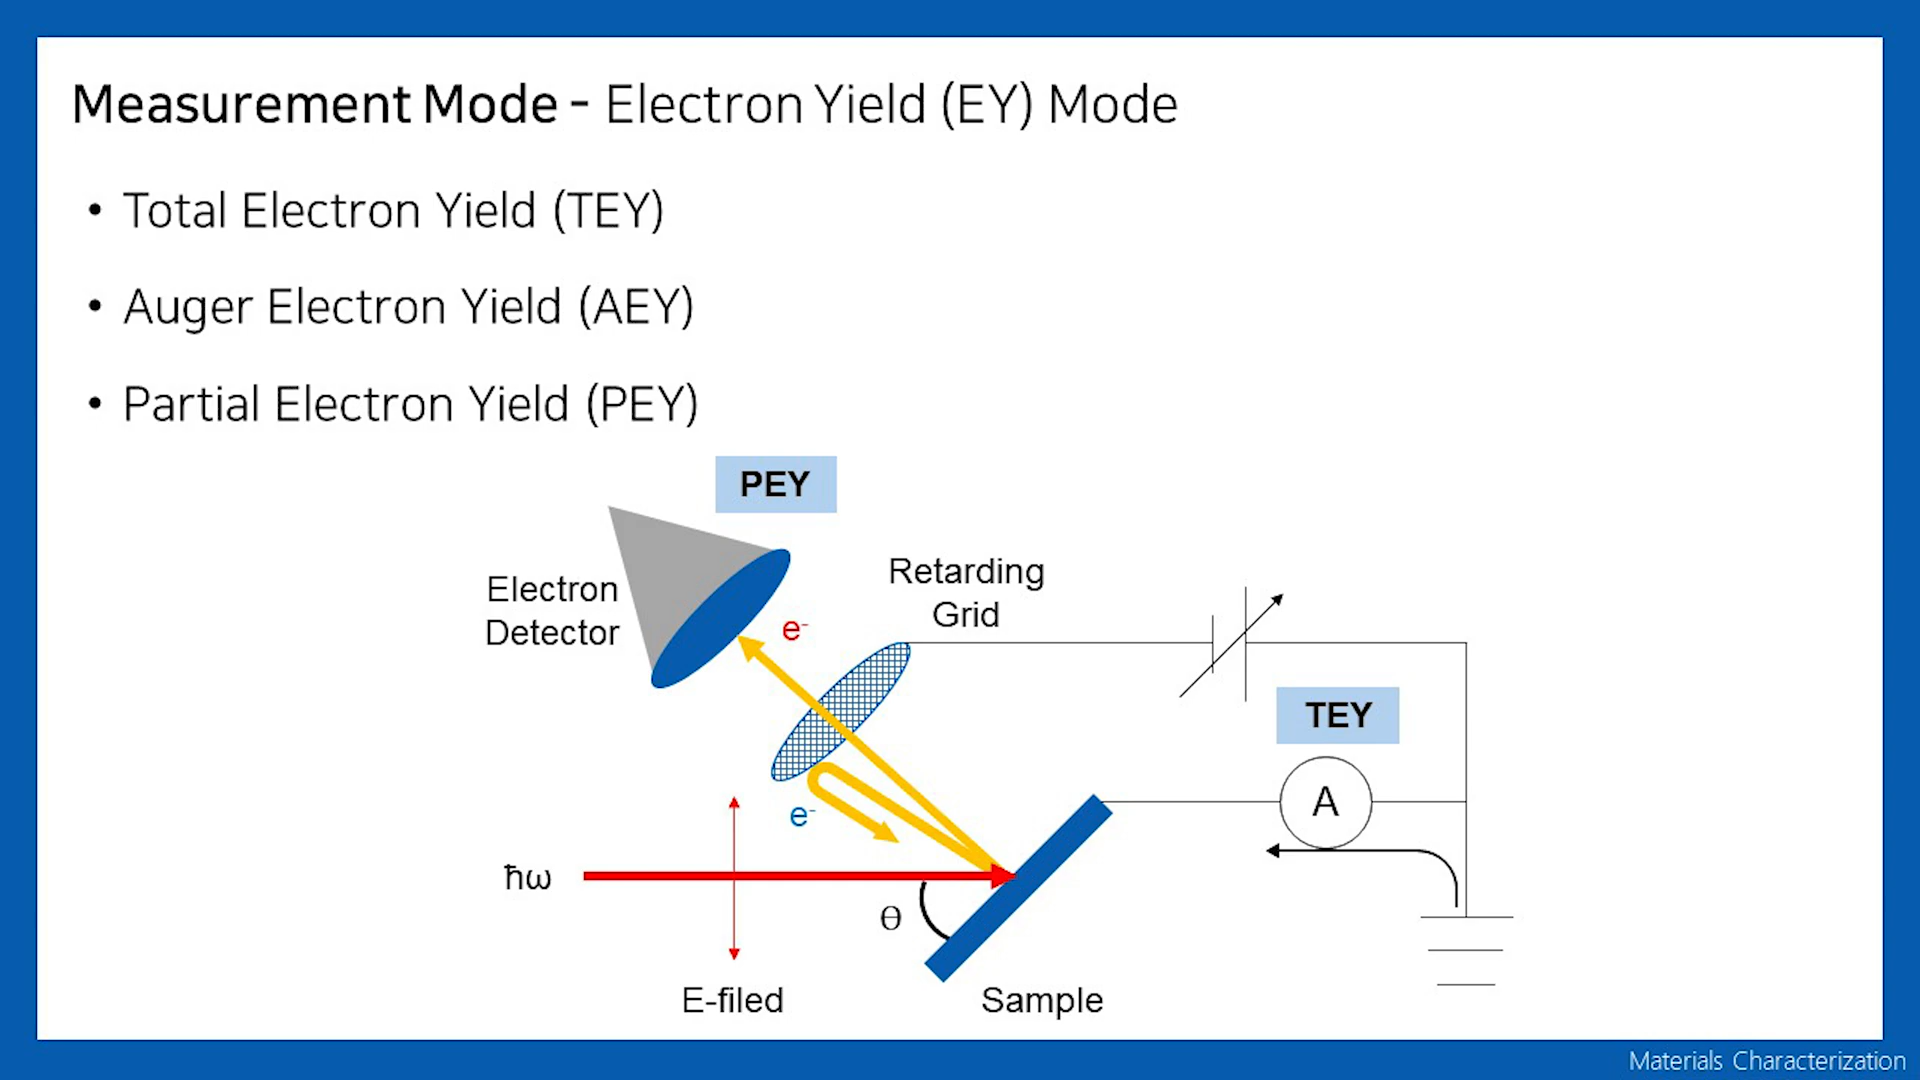 Measurement Mode - Electron Yield (EY) Mode
• Total Electron Yield (TEY)
• Auger Electron Yield (AEY)
• Partial Electron Yield (PEY)
PEY
Electron
Detector
e-
Retarding
Grid
TEY
A
e-
ħω
θ
E-filed
Sample
Materials Characterization